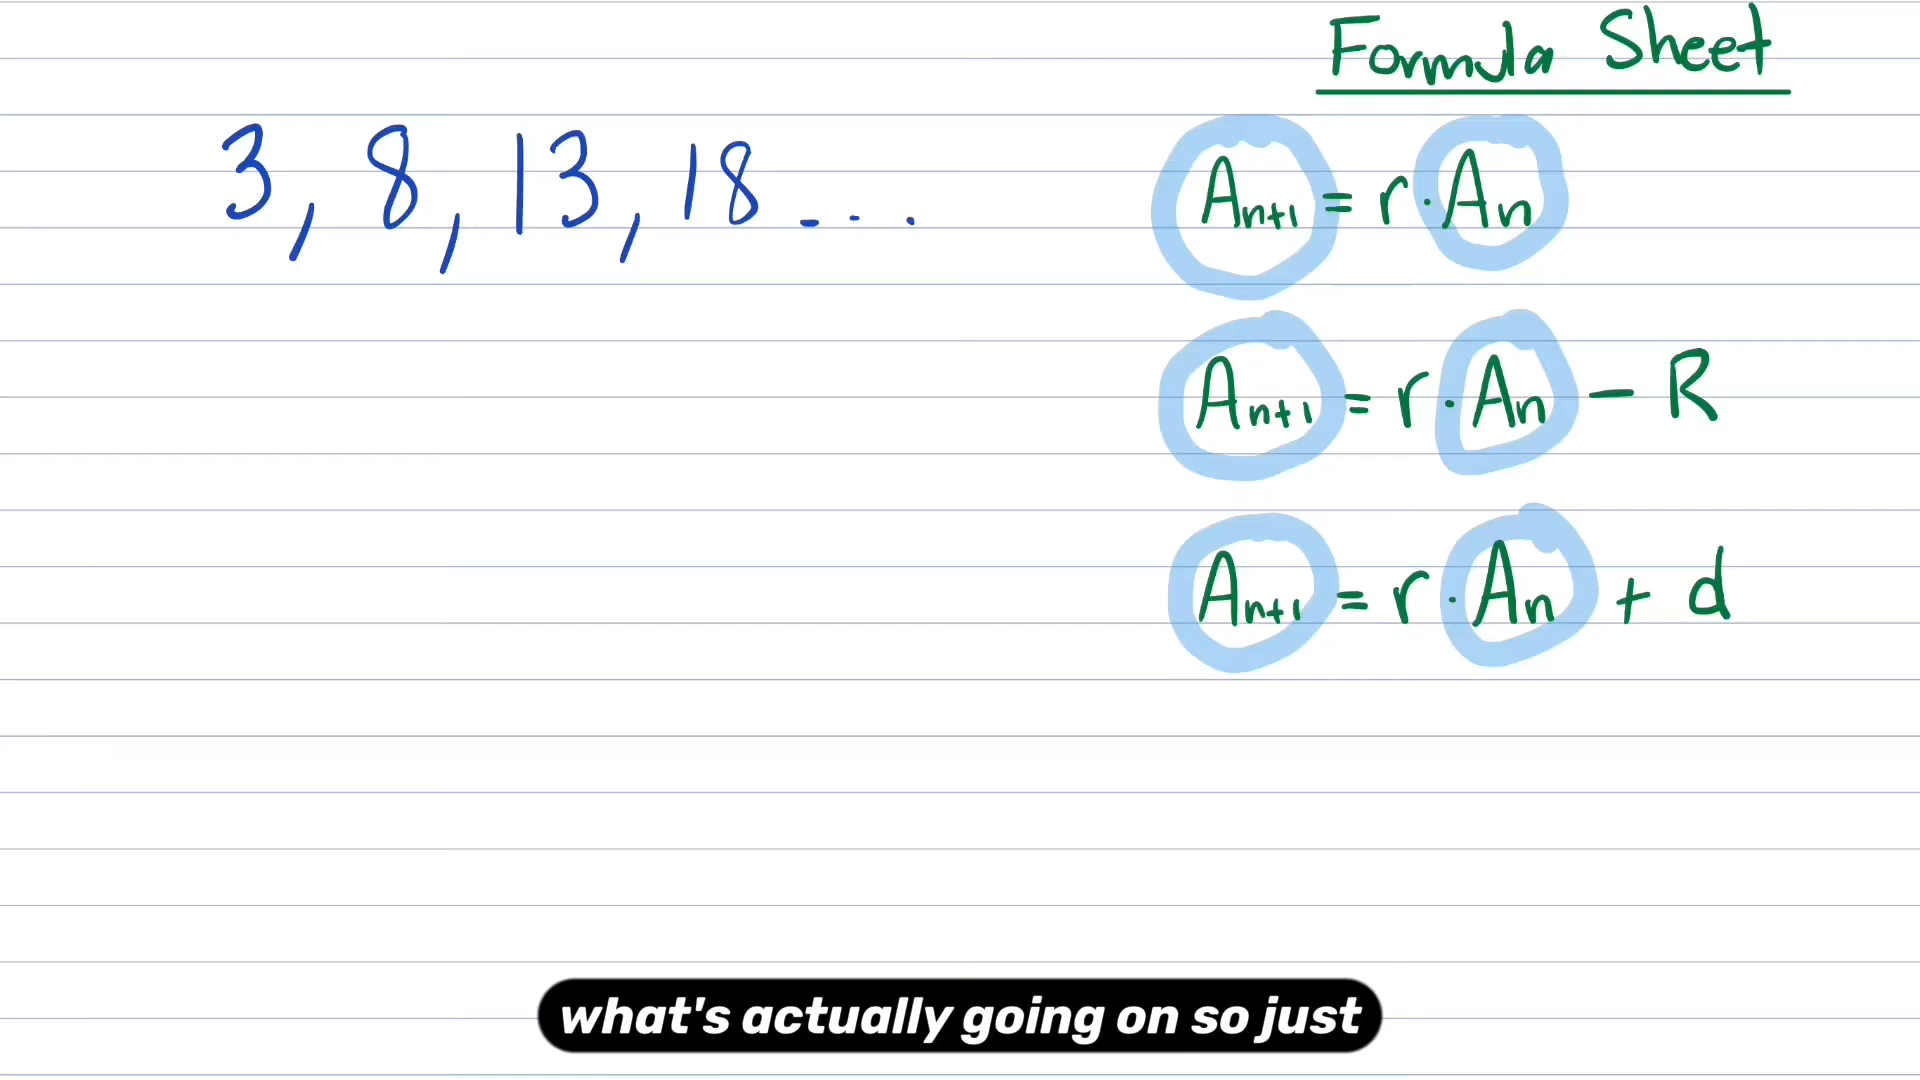 Formula Sheet
3, 8, 13, 18 ....
Aₙ₊₁ = r · Aₙ
Aₙ₊₁ = r · Aₙ − R
Aₙ₊₁ = r · Aₙ + d
what's actually going on so just